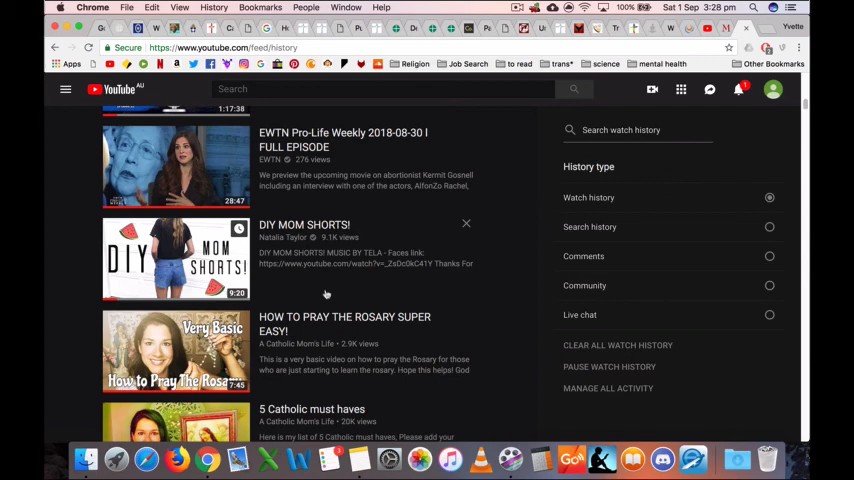 Chrome File Edit View History Bookmarks People Window Help
100% Sat 1 Sep 3:28 pm
Yvette
Secure https://www.youtube.com/feed/history
Apps
Religion Job Search to read trans* science mental health Other Bookmarks
YouTube AU
Search
1
1:17:38
EWTN Pro-Life Weekly 2018-08-30 l
FULL EPISODE
EWTN 276 views
We preview the upcoming movie on abortionist Kermit Gosnell
including an interview with one of the actors, AlfonZo Rachel,
28:47
DIY MOM SHORTS!
Natalia Taylor 9.1K views
DIY MOM SHORTS! MUSIC BY TELA - Faces link:
https://www.youtube.com/watch?v=_ZsDc0kC41Y Thanks For
DIY MOM
SHORTS!
9:20
HOW TO PRAY THE ROSARY SUPER
EASY!
A Catholic Mom's Life • 2.9K views
This is a very basic video on how to pray the Rosary for those
who are just starting to learn the rosary. Hope this helps! God
Very Basic
How to Pray The Rosa
7:45
5 Catholic must haves
A Catholic Mom's Life • 20K views
Here is my list of 5 Catholic must haves, Please add your
Search watch history
History type
Watch history
Search history
Comments
Community
Live chat
CLEAR ALL WATCH HISTORY
PAUSE WATCH HISTORY
MANAGE ALL ACTIVITY
3
Go